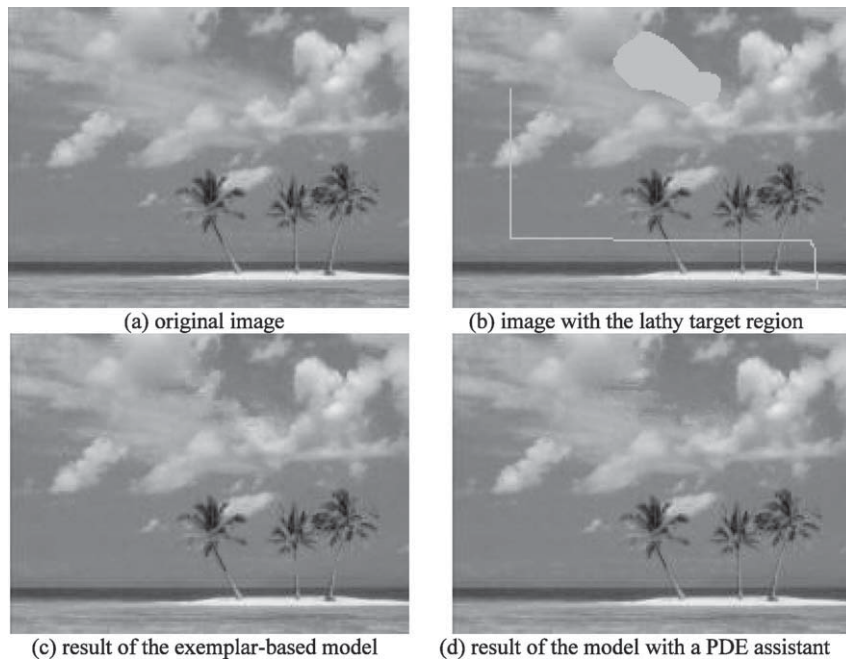 (a) original image
(b) image with the lathy target region
(c) result of the exemplar-based model
(d) result of the model with a PDE assistant